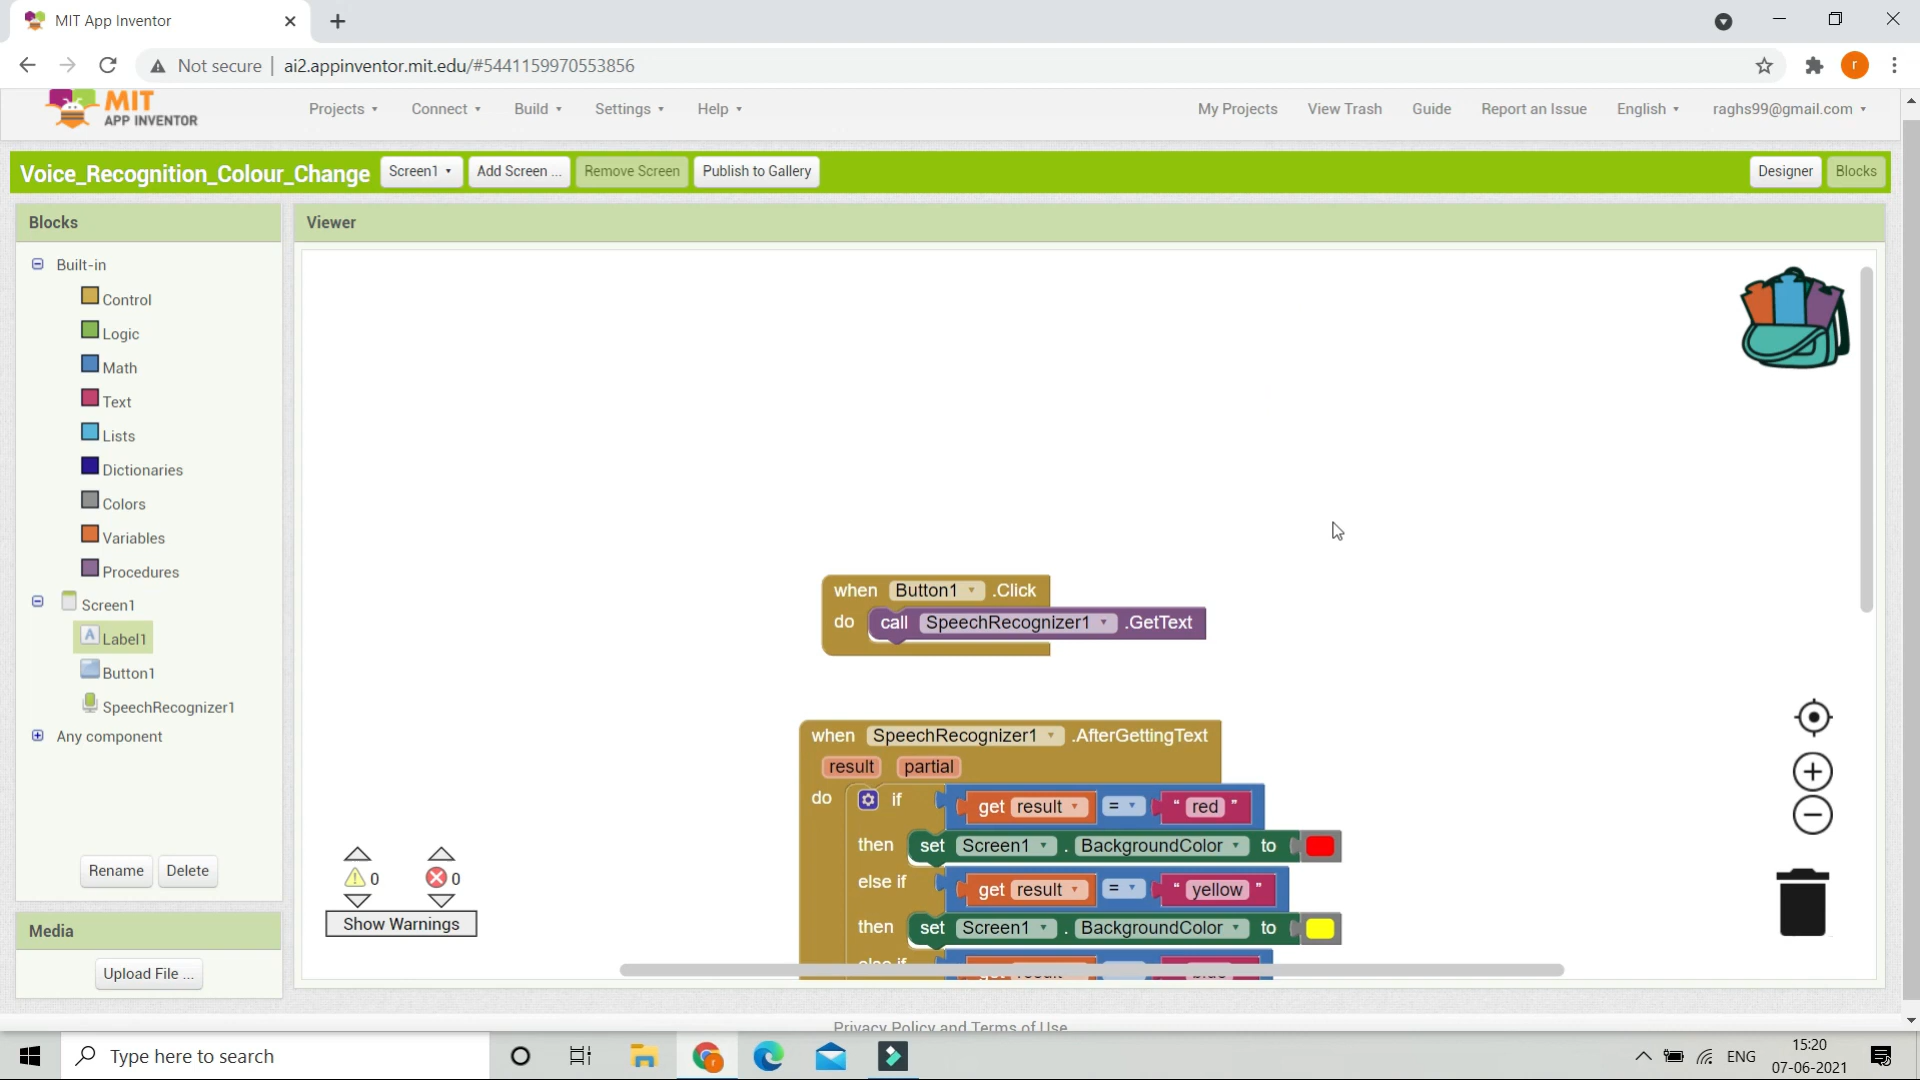 MIT App Inventor
Not secure | ai2.appinventor.mit.edu/#5441159970553856
MIT
APP INVENTOR
Projects Connect Build Settings Help My Projects View Trash Guide Report an Issue English raghs99@gmail.com
Voice_Recognition_Colour_Change Screen1 Add Screen ... Remove Screen Publish to Gallery Designer Blocks
Blocks
Viewer
Built-in
Control
Logic
Math
Text
Lists
Dictionaries
Colors
Variables
Procedures
Screen1
Label1
Button1
SpeechRecognizer1
Any component
Rename Delete
Media
Upload File ...
when Button1 .Click
do call SpeechRecognizer1 .GetText
when SpeechRecognizer1 .AfterGettingText
result partial
do if get result = " red "
then set Screen1 . BackgroundColor to
else if get result = " yellow "
then set Screen1 . BackgroundColor to
else if get result blue
0 0
Show Warnings
Privacy Policy and Terms of Use
Type here to search
ENG
15:20
07-06-2021
r